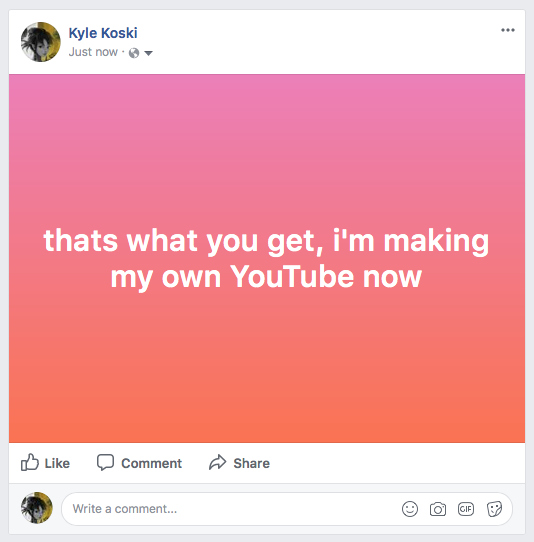 Kyle Koski
Just now ·
thats what you get, i'm making
my own YouTube now
Like Comment Share
Write a comment... GIF